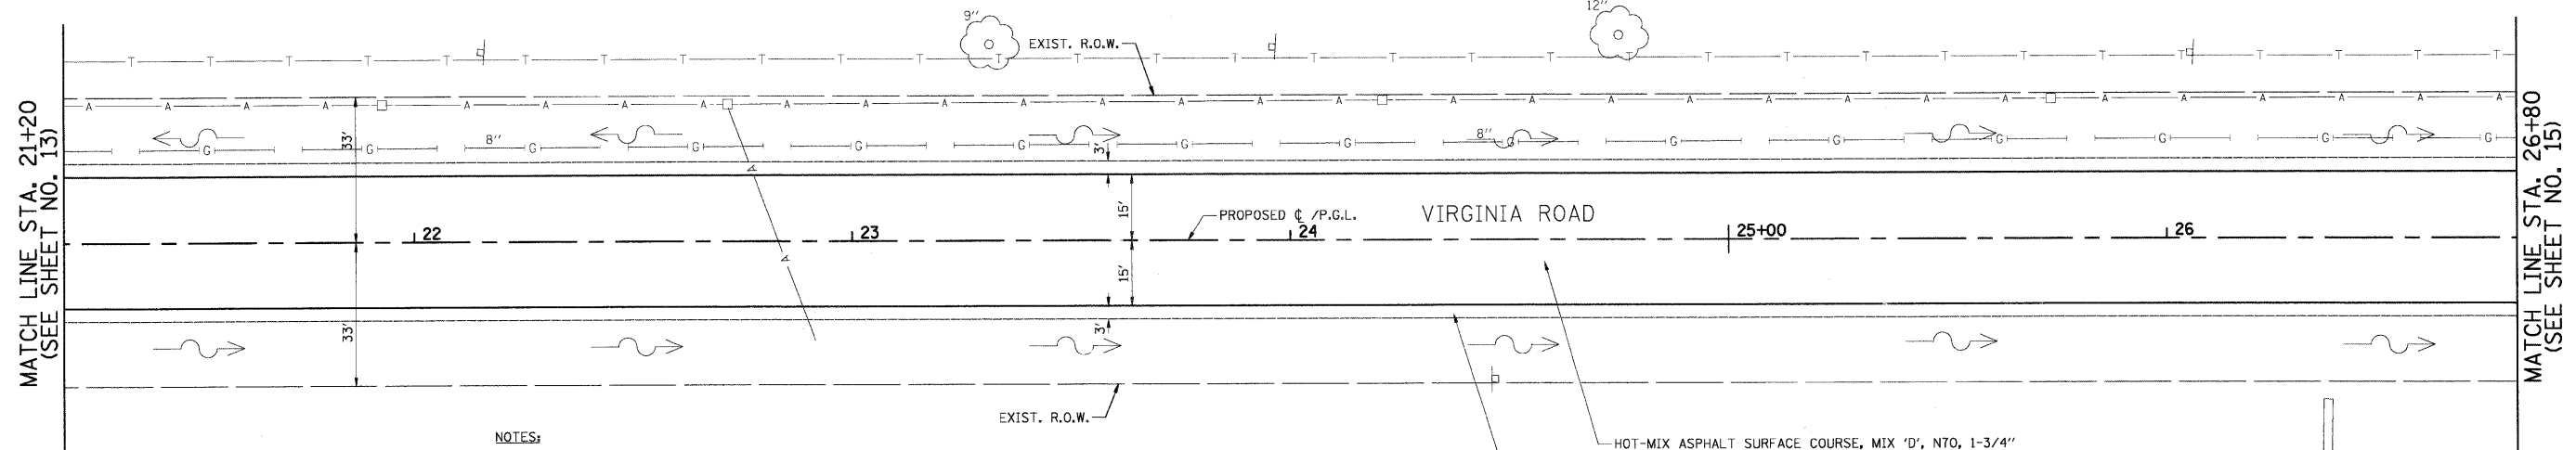 9"
12"
EXIST. R.O.W.
T T T T T T T T T T T T T T T T T T T T T T T T T T T T T T T
A A A A A A A A A A A A A A A A A A A A A A A A A A A A
8"
8"
G G G G G G G G G G G G G G G
MATCH LINE STA. 21+20
(SEE SHEET NO. 13)
33'
33'
3'
15'
15'
3'
A
A
PROPOSED ℄ /P.G.L.
VIRGINIA ROAD
22
23
24
25+00
26
MATCH LINE STA. 26+80
(SEE SHEET NO. 15)
EXIST. R.O.W.
NOTES:
HOT-MIX ASPHALT SURFACE COURSE, MIX 'D', N70, 1-3/4"